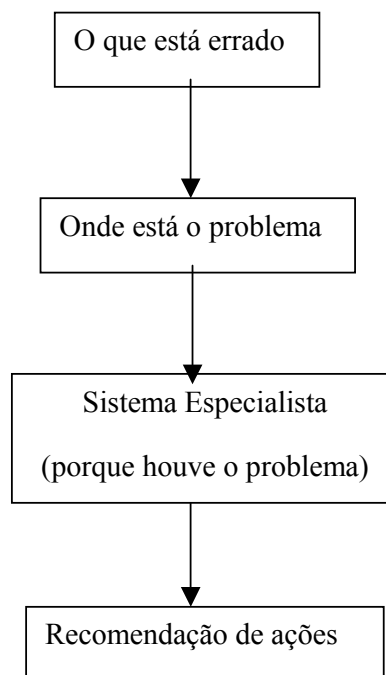 O que está errado
Onde está o problema
Sistema Especialista
(porque houve o problema)
Recomendação de ações